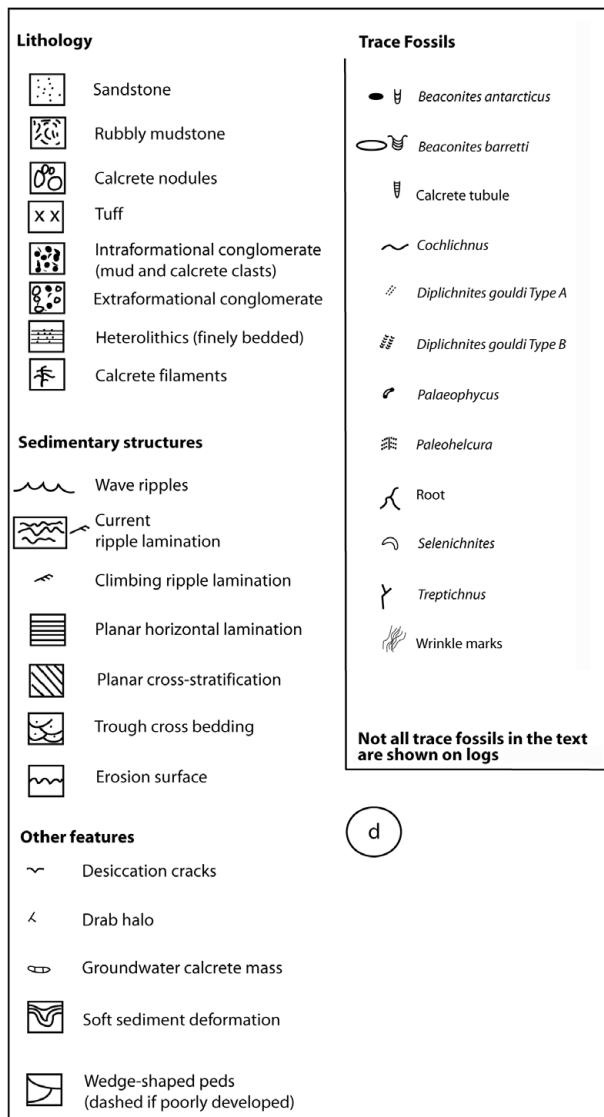 Lithology
Sandstone
Rubbly mudstone
Calcrete nodules
x x
Tuff
Intraformational conglomerate
(mud and calcrete clasts)
Extraformational conglomerate
Heterolithics (finely bedded)
Calcrete filaments
Sedimentary structures
Wave ripples
Current
ripple lamination
Climbing ripple lamination
Planar horizontal lamination
Planar cross-stratification
Trough cross bedding
Erosion surface
Other features
Desiccation cracks
Drab halo
Groundwater calcrete mass
Soft sediment deformation
Wedge-shaped peds
(dashed if poorly developed)
Trace Fossils
Beaconites antarcticus
Beaconites barretti
Calcrete tubule
Cochlichnus
Diplichnites gouldi Type A
Diplichnites gouldi Type B
Palaeophycus
Paleohelcura
Root
Selenichnites
Treptichnus
Wrinkle marks
Not all trace fossils in the text
are shown on logs
d